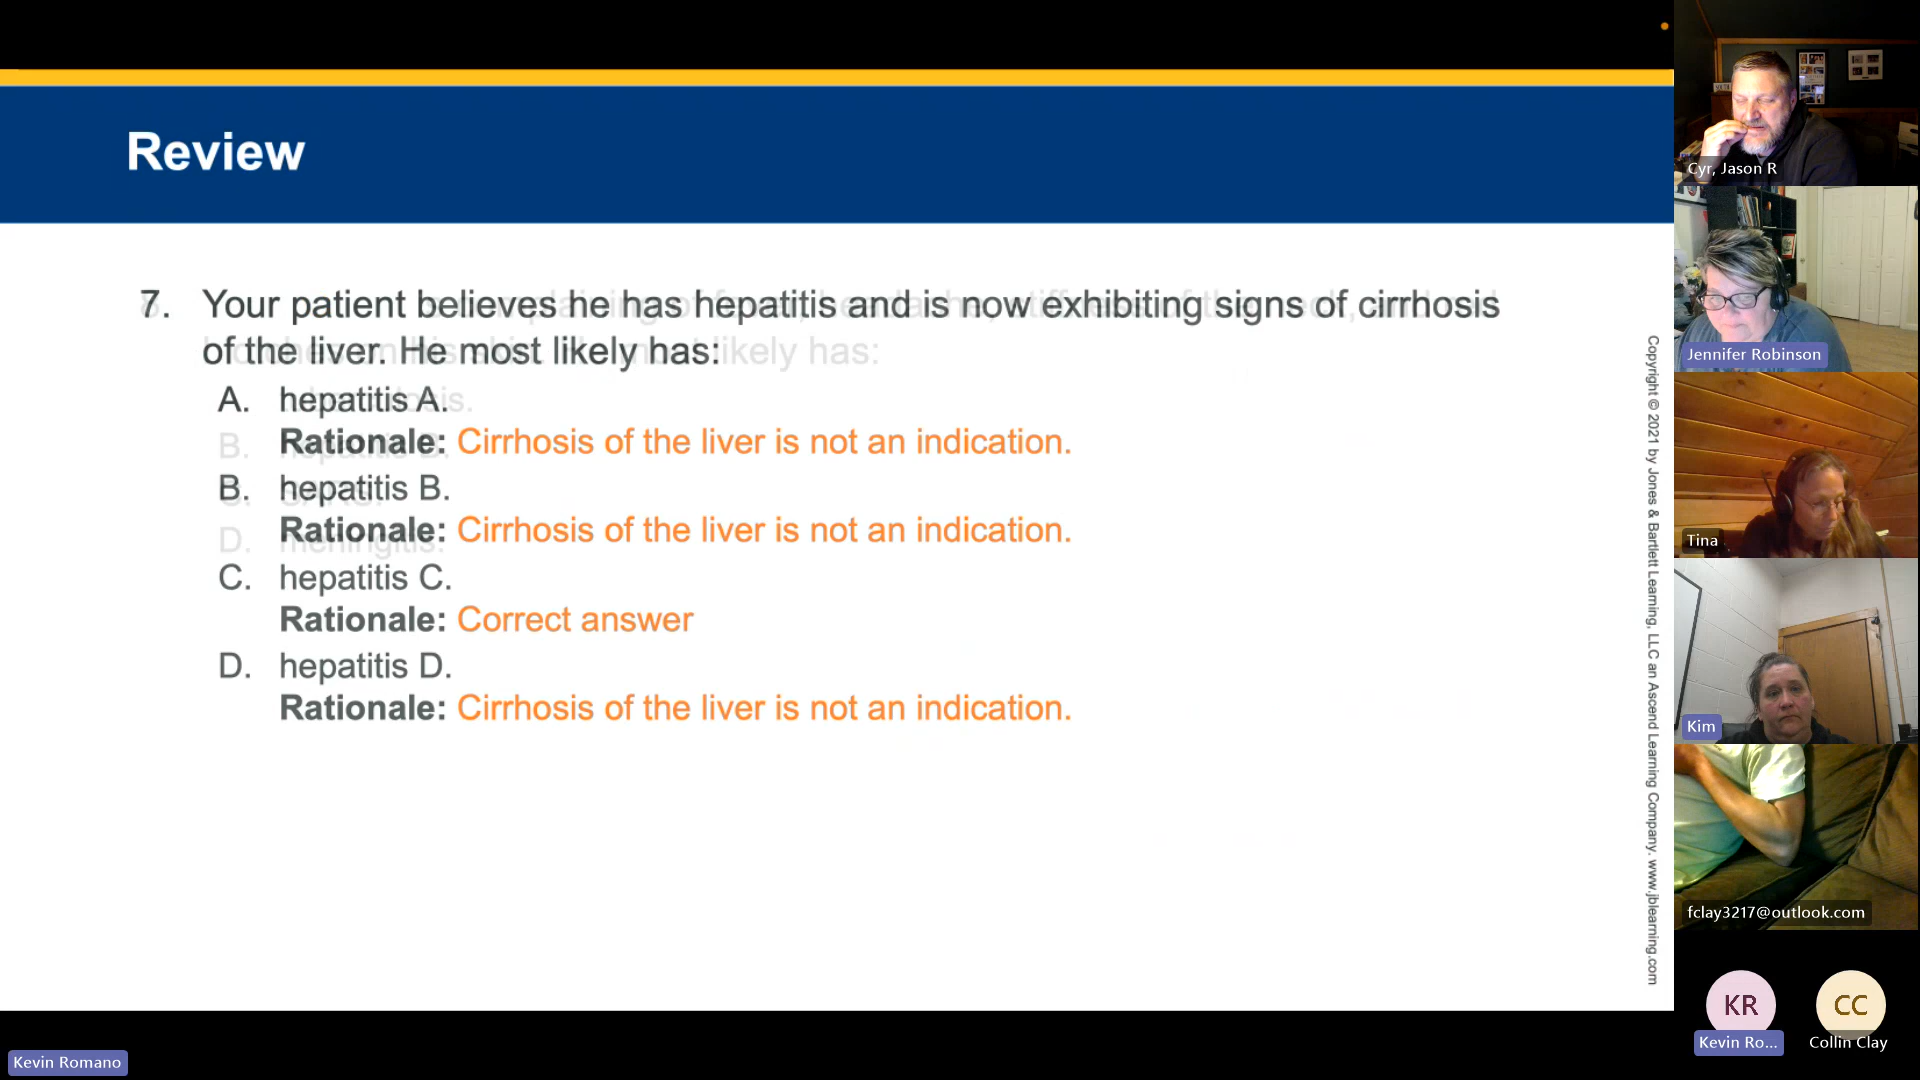 Review
7. Your patient believes he has hepatitis and is now exhibiting signs of cirrhosis
of the liver. He most likely has:
likely has:
A. hepatitis A.
Rationale: Cirrhosis of the liver is not an indication.
B. hepatitis B.
Rationale: Cirrhosis of the liver is not an indication.
D. meningitis.
C. hepatitis C.
Rationale: Correct answer
D. hepatitis D.
Rationale: Cirrhosis of the liver is not an indication.
Copyright © 2021 by Jones & Bartlett Learning, LLC an Ascend Learning Company. www.jblearning.com
Cyr, Jason R
Jennifer Robinson
Tina
Kim
fclay3217@outlook.com
KR
CC
Kevin Ro...
Collin Clay
Kevin Romano